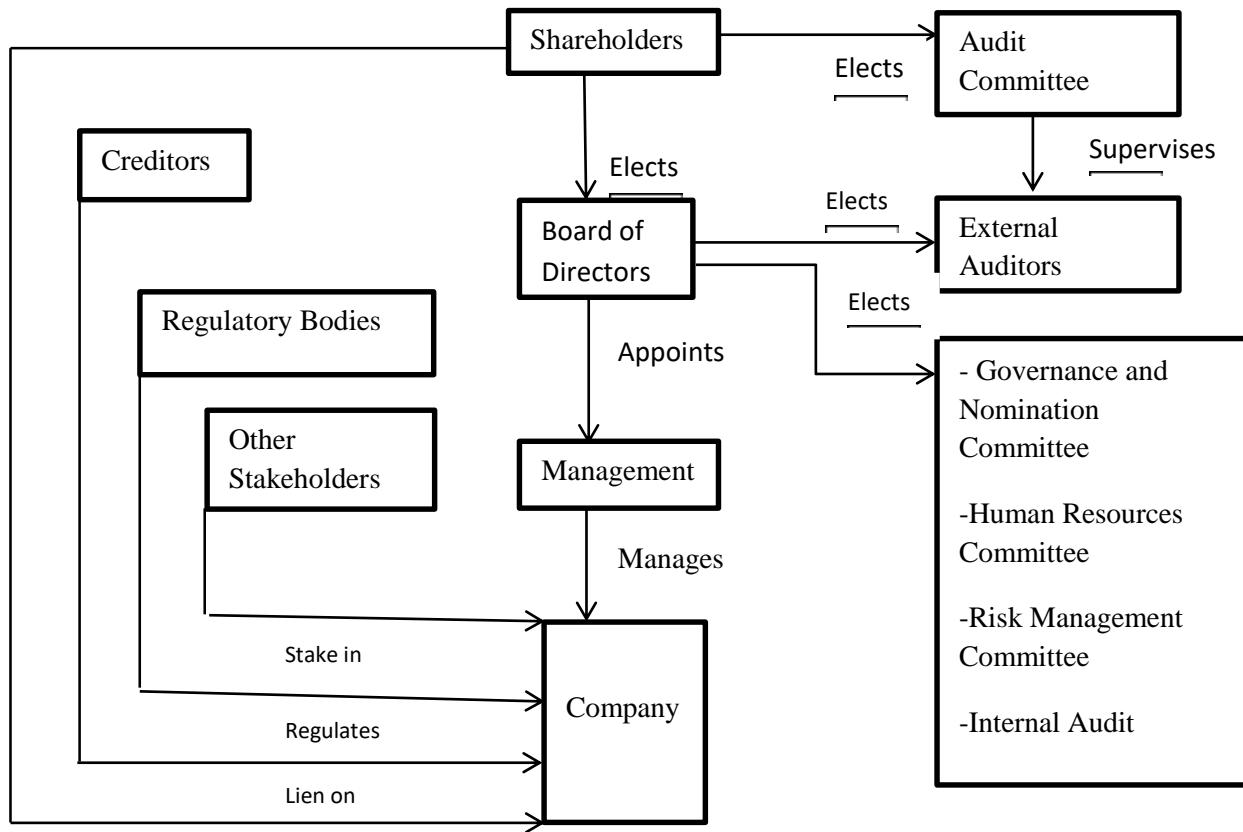 Shareholders
Audit
Committee
Elects
Creditors
Supervises
Elects
Elects
Board of
Directors
External
Auditors
Elects
Regulatory Bodies
Appoints
- Governance and
Nomination
Committee
Other
Stakeholders
Management
-Human Resources
Committee
Manages
-Risk Management
Committee
Stake in
Company
-Internal Audit
Regulates
Lien on